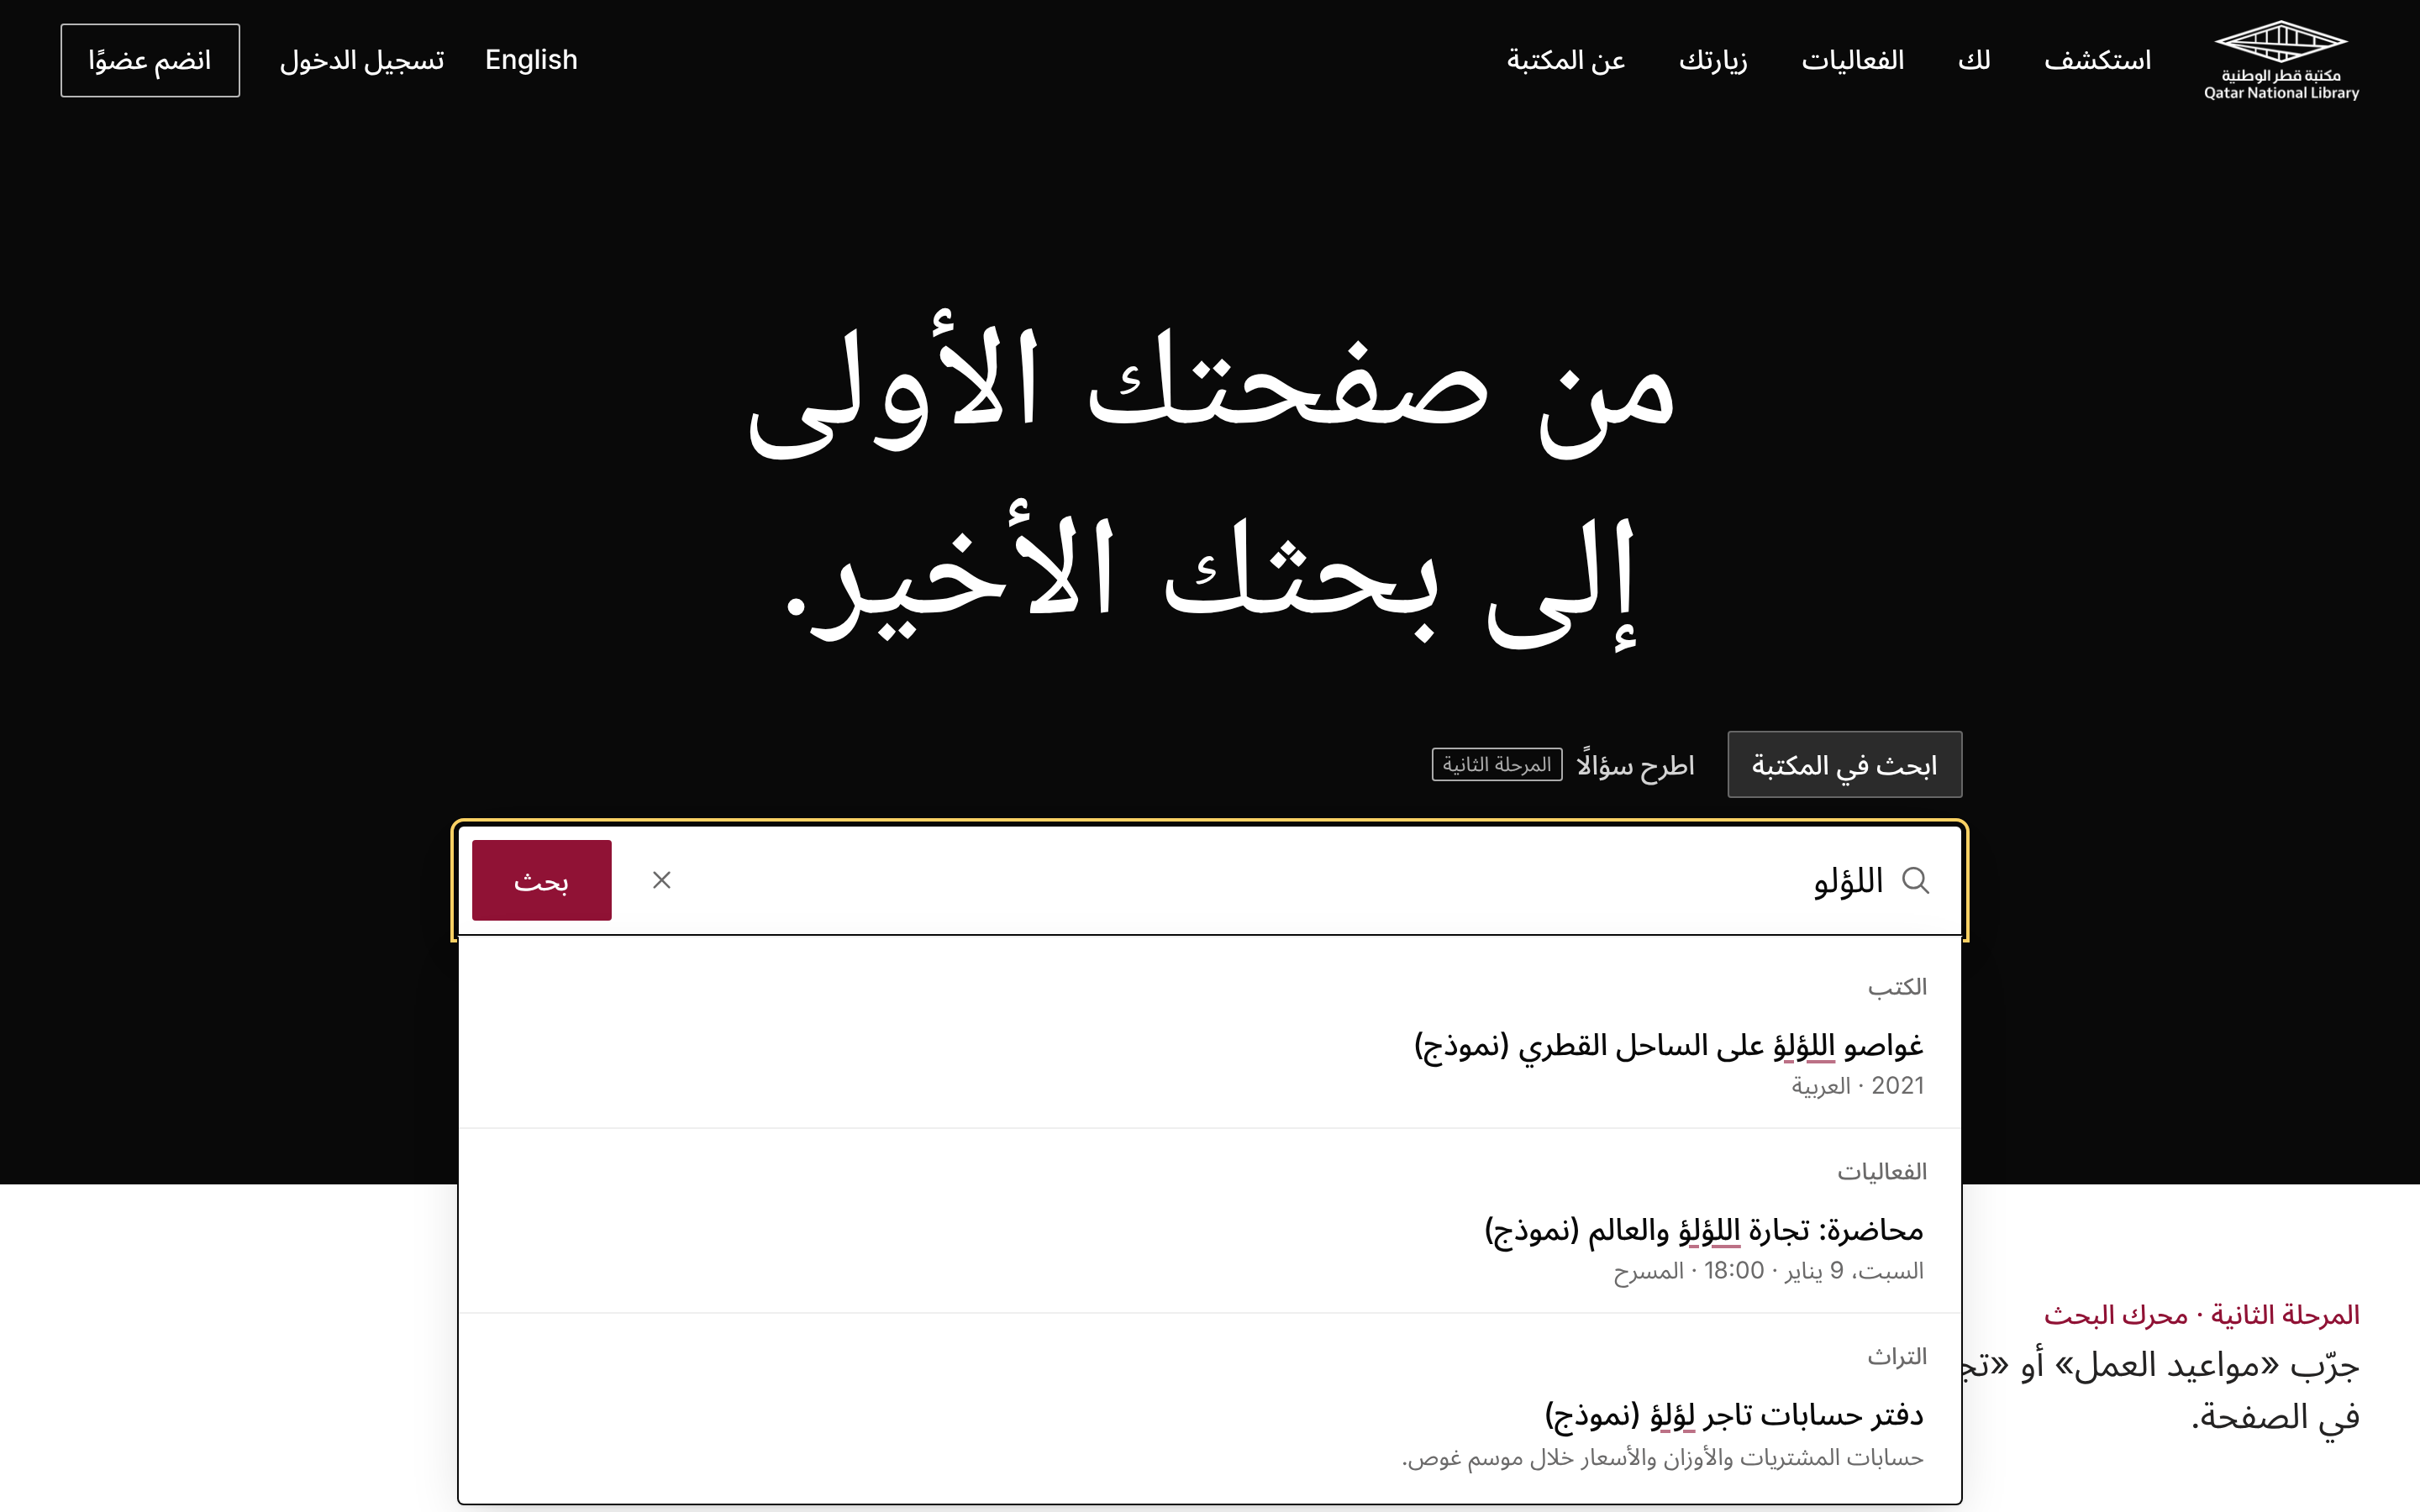 مكتبة قطر الوطنية
Qatar National Library
استكشف
لك
الفعاليات
زيارتك
عن المكتبة
English
تسجيل الدخول
انضم عضوًا
من صفحتك الأولى
إلى بحثك الأخير.
ابحث في المكتبة
اطرح سؤالًا
المرحلة الثانية
اللؤلو
بحث
الكتب
غواصو اللؤلؤ على الساحل القطري (نموذج)
2021 · العربية
الفعاليات
محاضرة: تجارة اللؤلؤ والعالم (نموذج)
السبت، 9 يناير · 18:00 · المسرح
التراث
دفتر حسابات تاجر لؤلؤ (نموذج)
حسابات المشتريات والأوزان والأسعار خلال موسم غوص.
المرحلة الثانية · محرك البحث
جرّب «مواعيد العمل» أو
في الصفحة.